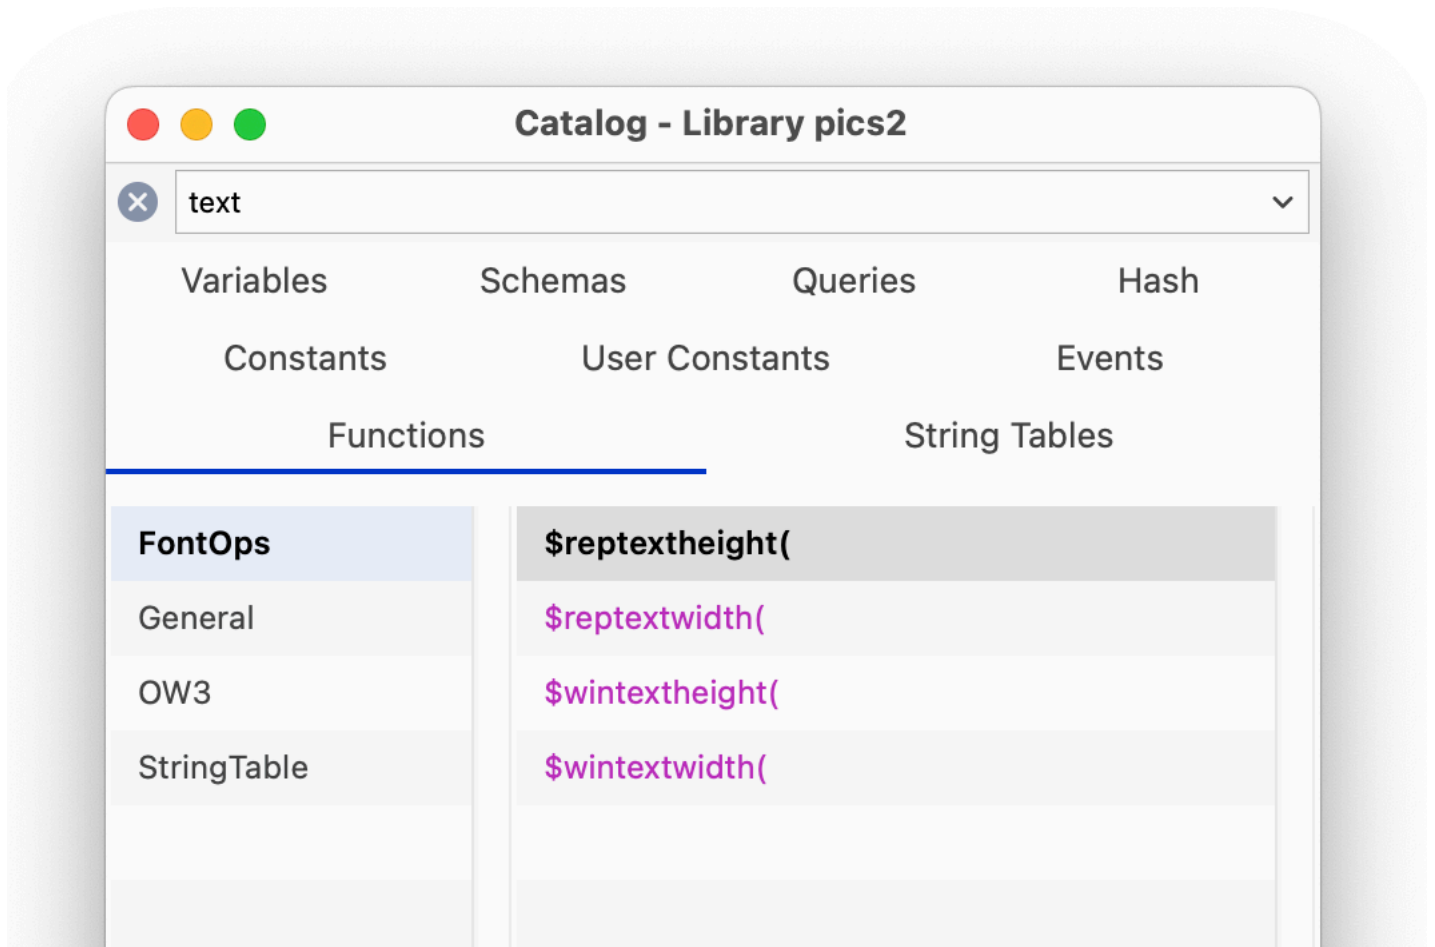 Catalog - Library pics2
text
Variables Schemas Queries Hash
Constants User Constants Events
Functions String Tables
FontOps $reptextheight(
General $reptextwidth(
OW3 $wintextheight(
StringTable $wintextwidth(